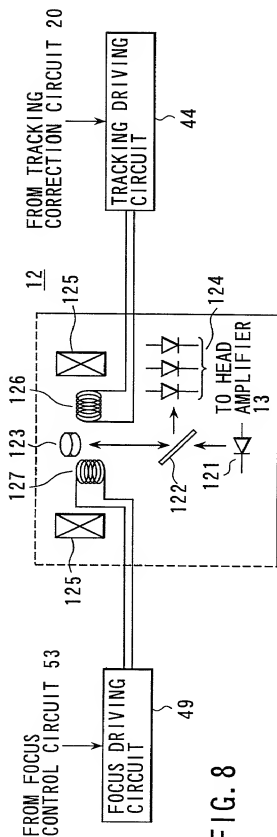 FROM FOCUS
CONTROL CIRCUIT 53
FOCUS DRIVING
CIRCUIT
49
12
125
127
123
126
125
122
121
124
TO HEAD
AMPLIFIER
13
FROM TRACKING
CORRECTION CIRCUIT 20
TRACKING DRIVING
CIRCUIT
44
FIG. 8